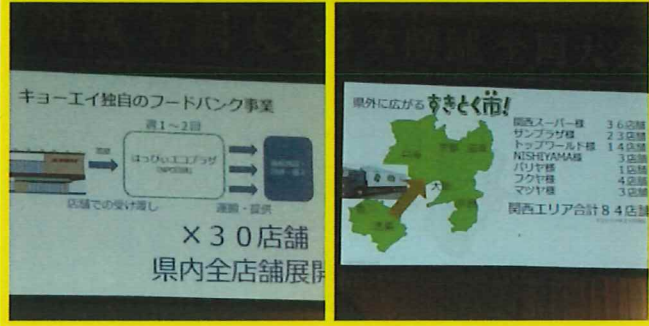 キョーエイ独自のフードバンク事業
週1~2回
はっぴぃエコプラザ
店舗での受け渡し
運搬・提供
×30店舗
県内全店舗展開
県外に広がる すきとく市!
関西スーパー様 36店舗
サンプラザ様 23店舗
トップワールド様 14店舗
NISHIYAMA様 3店舗
パリヤ様 1店舗
フクヤ様 4店舗
マツヤ様 3店舗
関西エリア合計84店舗